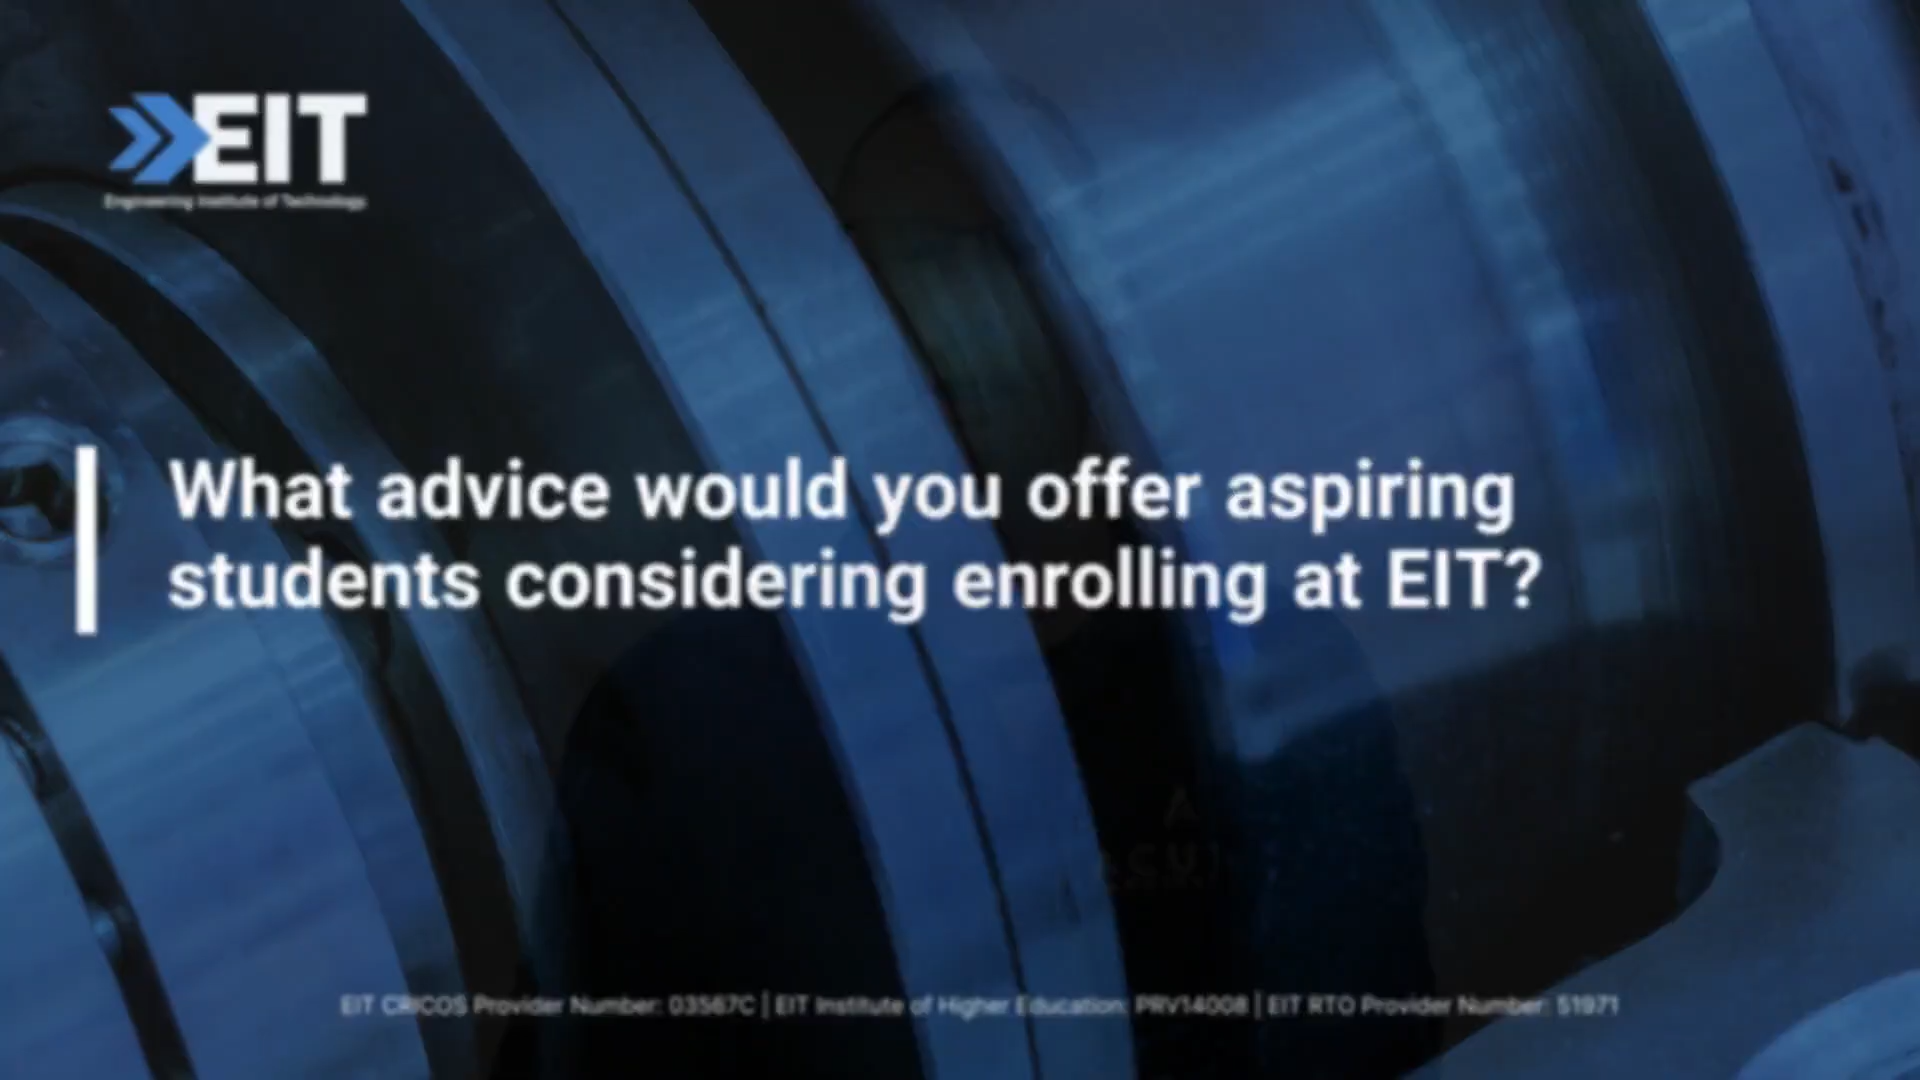 EIT
Engineering Institute of Technology
What advice would you offer aspiring
students considering enrolling at EIT?
EIT CRICOS Provider Number: 03567C | EIT Institute of Higher Education: PRV14008 | EIT RTO Provider Number: 51971